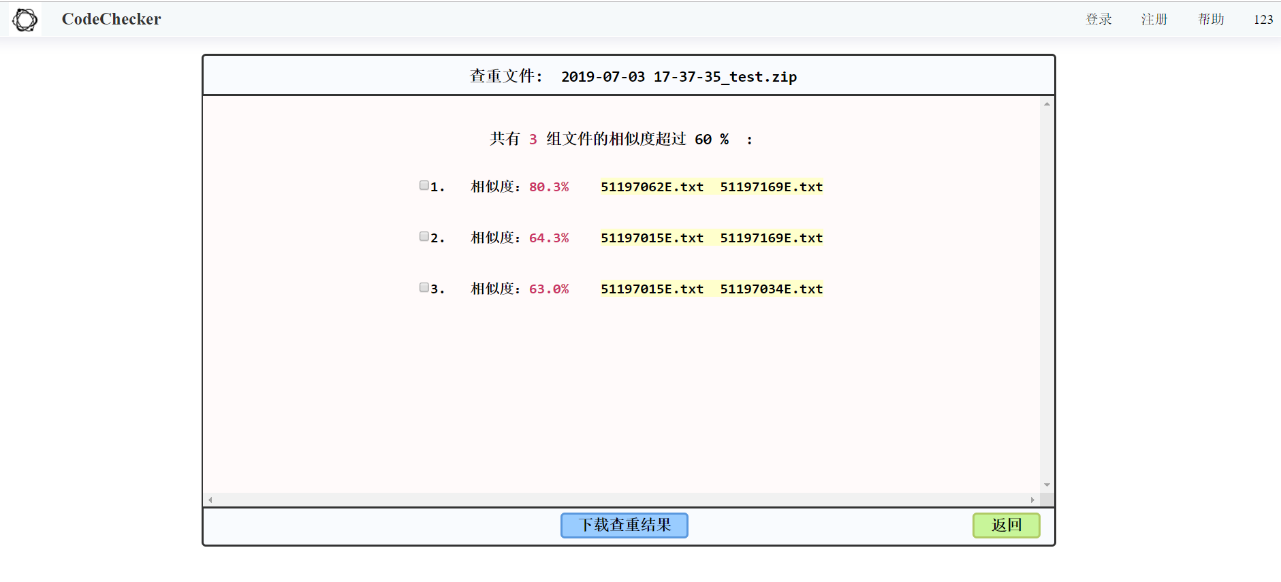 CodeChecker 登录 注册 帮助 123
查重文件: 2019-07-03 17-37-35_test.zip
共有 3 组文件的相似度超过 60 % :
1. 相似度: 80.3% 51197062E.txt 51197169E.txt
2. 相似度: 64.3% 51197015E.txt 51197169E.txt
3. 相似度: 63.0% 51197015E.txt 51197034E.txt
下载查重结果 返回